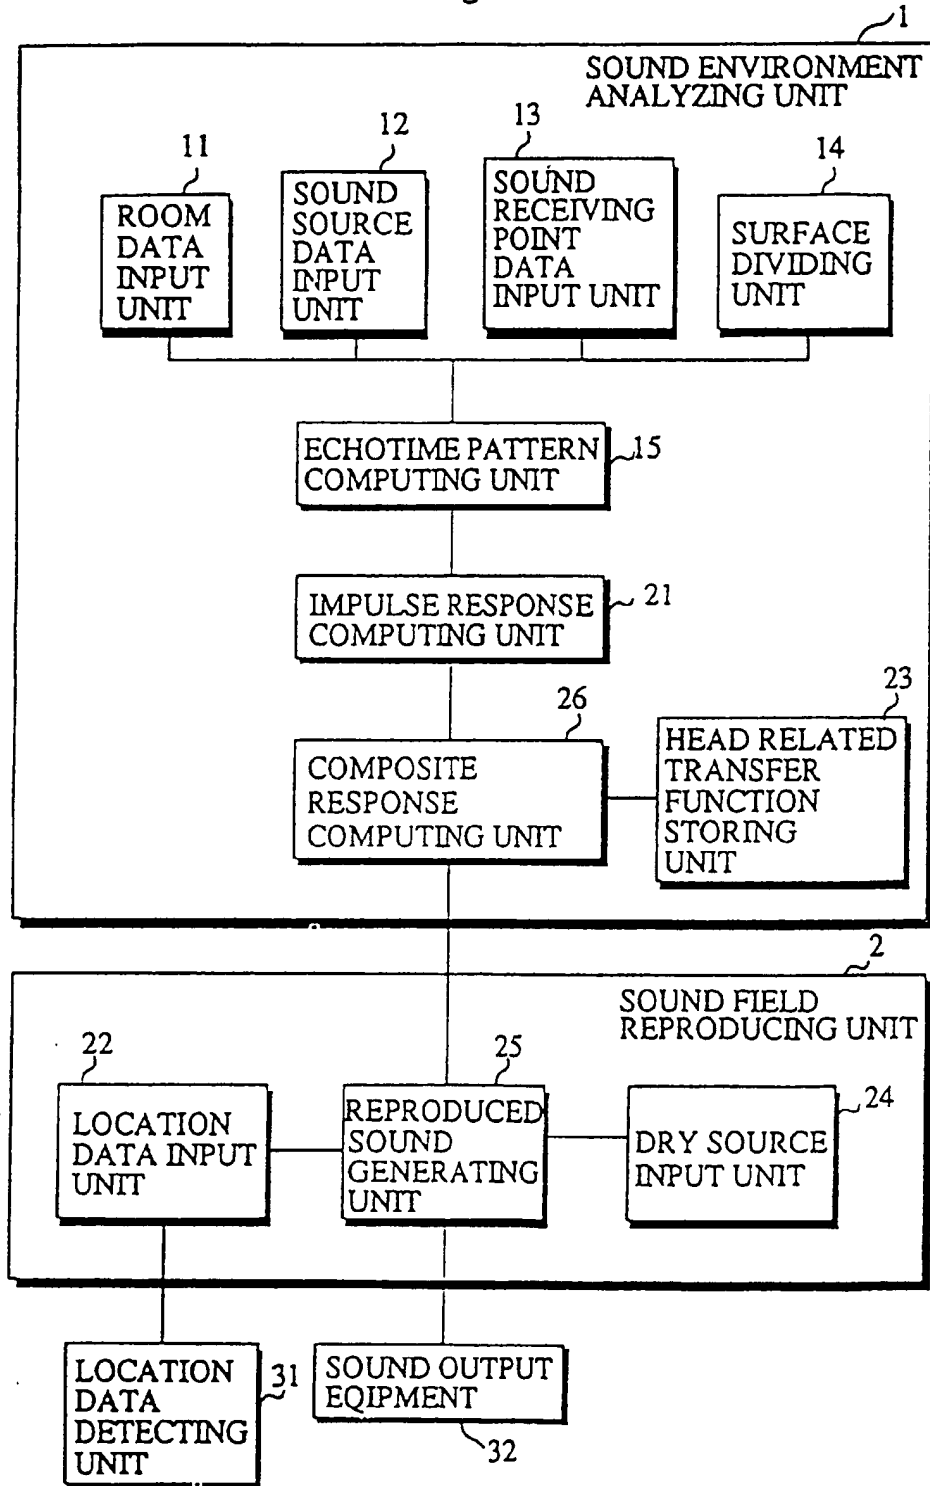 1
SOUND ENVIRONMENT
ANALYZING UNIT
11
ROOM
DATA
INPUT
UNIT
12
SOUND
SOURCE
DATA
INPUT
UNIT
13
SOUND
RECEIVING
POINT
DATA
INPUT UNIT
14
SURFACE
DIVIDING
UNIT
ECHOTIME PATTERN
COMPUTING UNIT
15
IMPULSE RESPONSE
COMPUTING UNIT
21
26
COMPOSITE
RESPONSE
COMPUTING UNIT
23
HEAD RELATED
TRANSFER
FUNCTION
STORING
UNIT
2
SOUND FIELD
REPRODUCING UNIT
22
LOCATION
DATA INPUT
UNIT
25
REPRODUCED
SOUND
GENERATING
UNIT
24
DRY SOURCE
INPUT UNIT
LOCATION
DATA
DETECTING
UNIT
31
SOUND OUTPUT
EQIPMENT
32